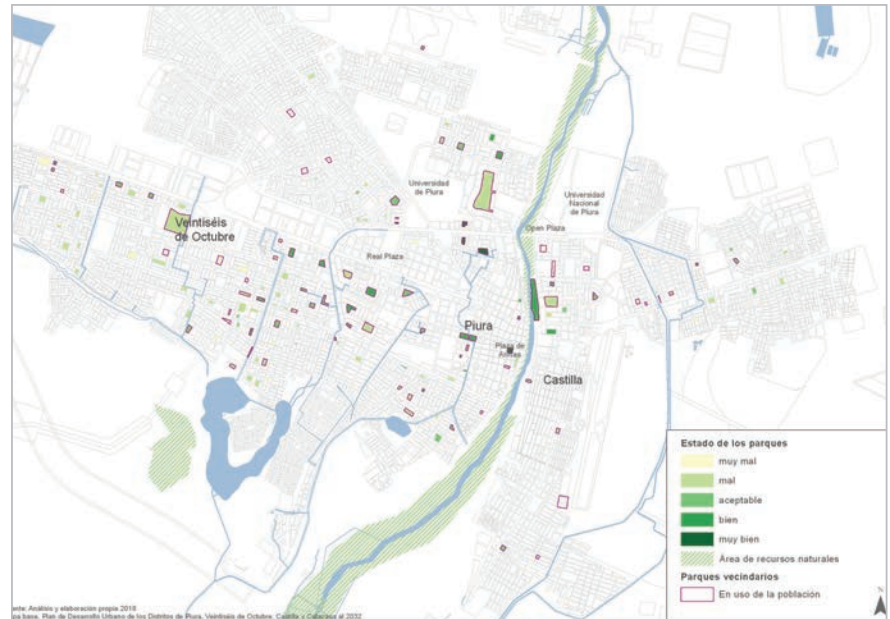 Universidad
de Piura
Universidad
Nacional
de Piura
Veintiséis
de Octubre
Open Plaza
Real Plaza
Piura
Plaza de
Armas
Castilla
Estado de los parques
muy mal
mal
aceptable
bien
muy bien
Área de recursos naturales
Parques vecindarios
En uso de la población
N
ente: Análisis y elaboración propia 2018
pa base, Plan de Desarrollo Urbano de los Distritos de Piura, Veintiséis de Octubre, Castilla y Catacaos al 2032